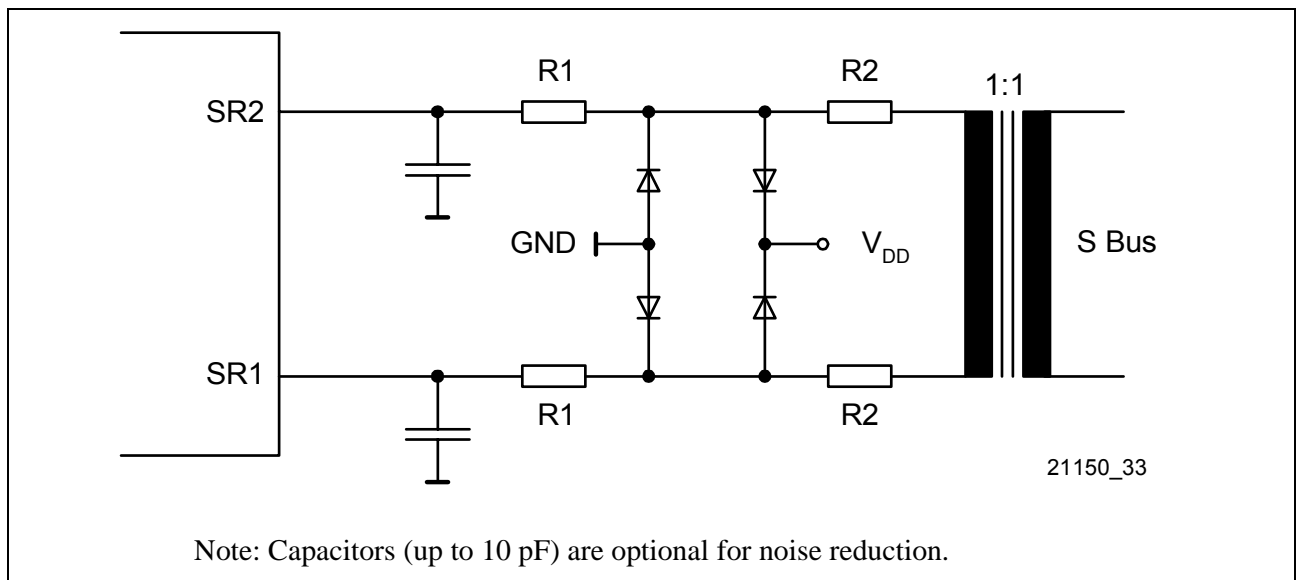 R1
R2
1:1
SR2
GND
V_DD
S Bus
SR1
R1
R2
21150_33
Note: Capacitors (up to 10 pF) are optional for noise reduction.